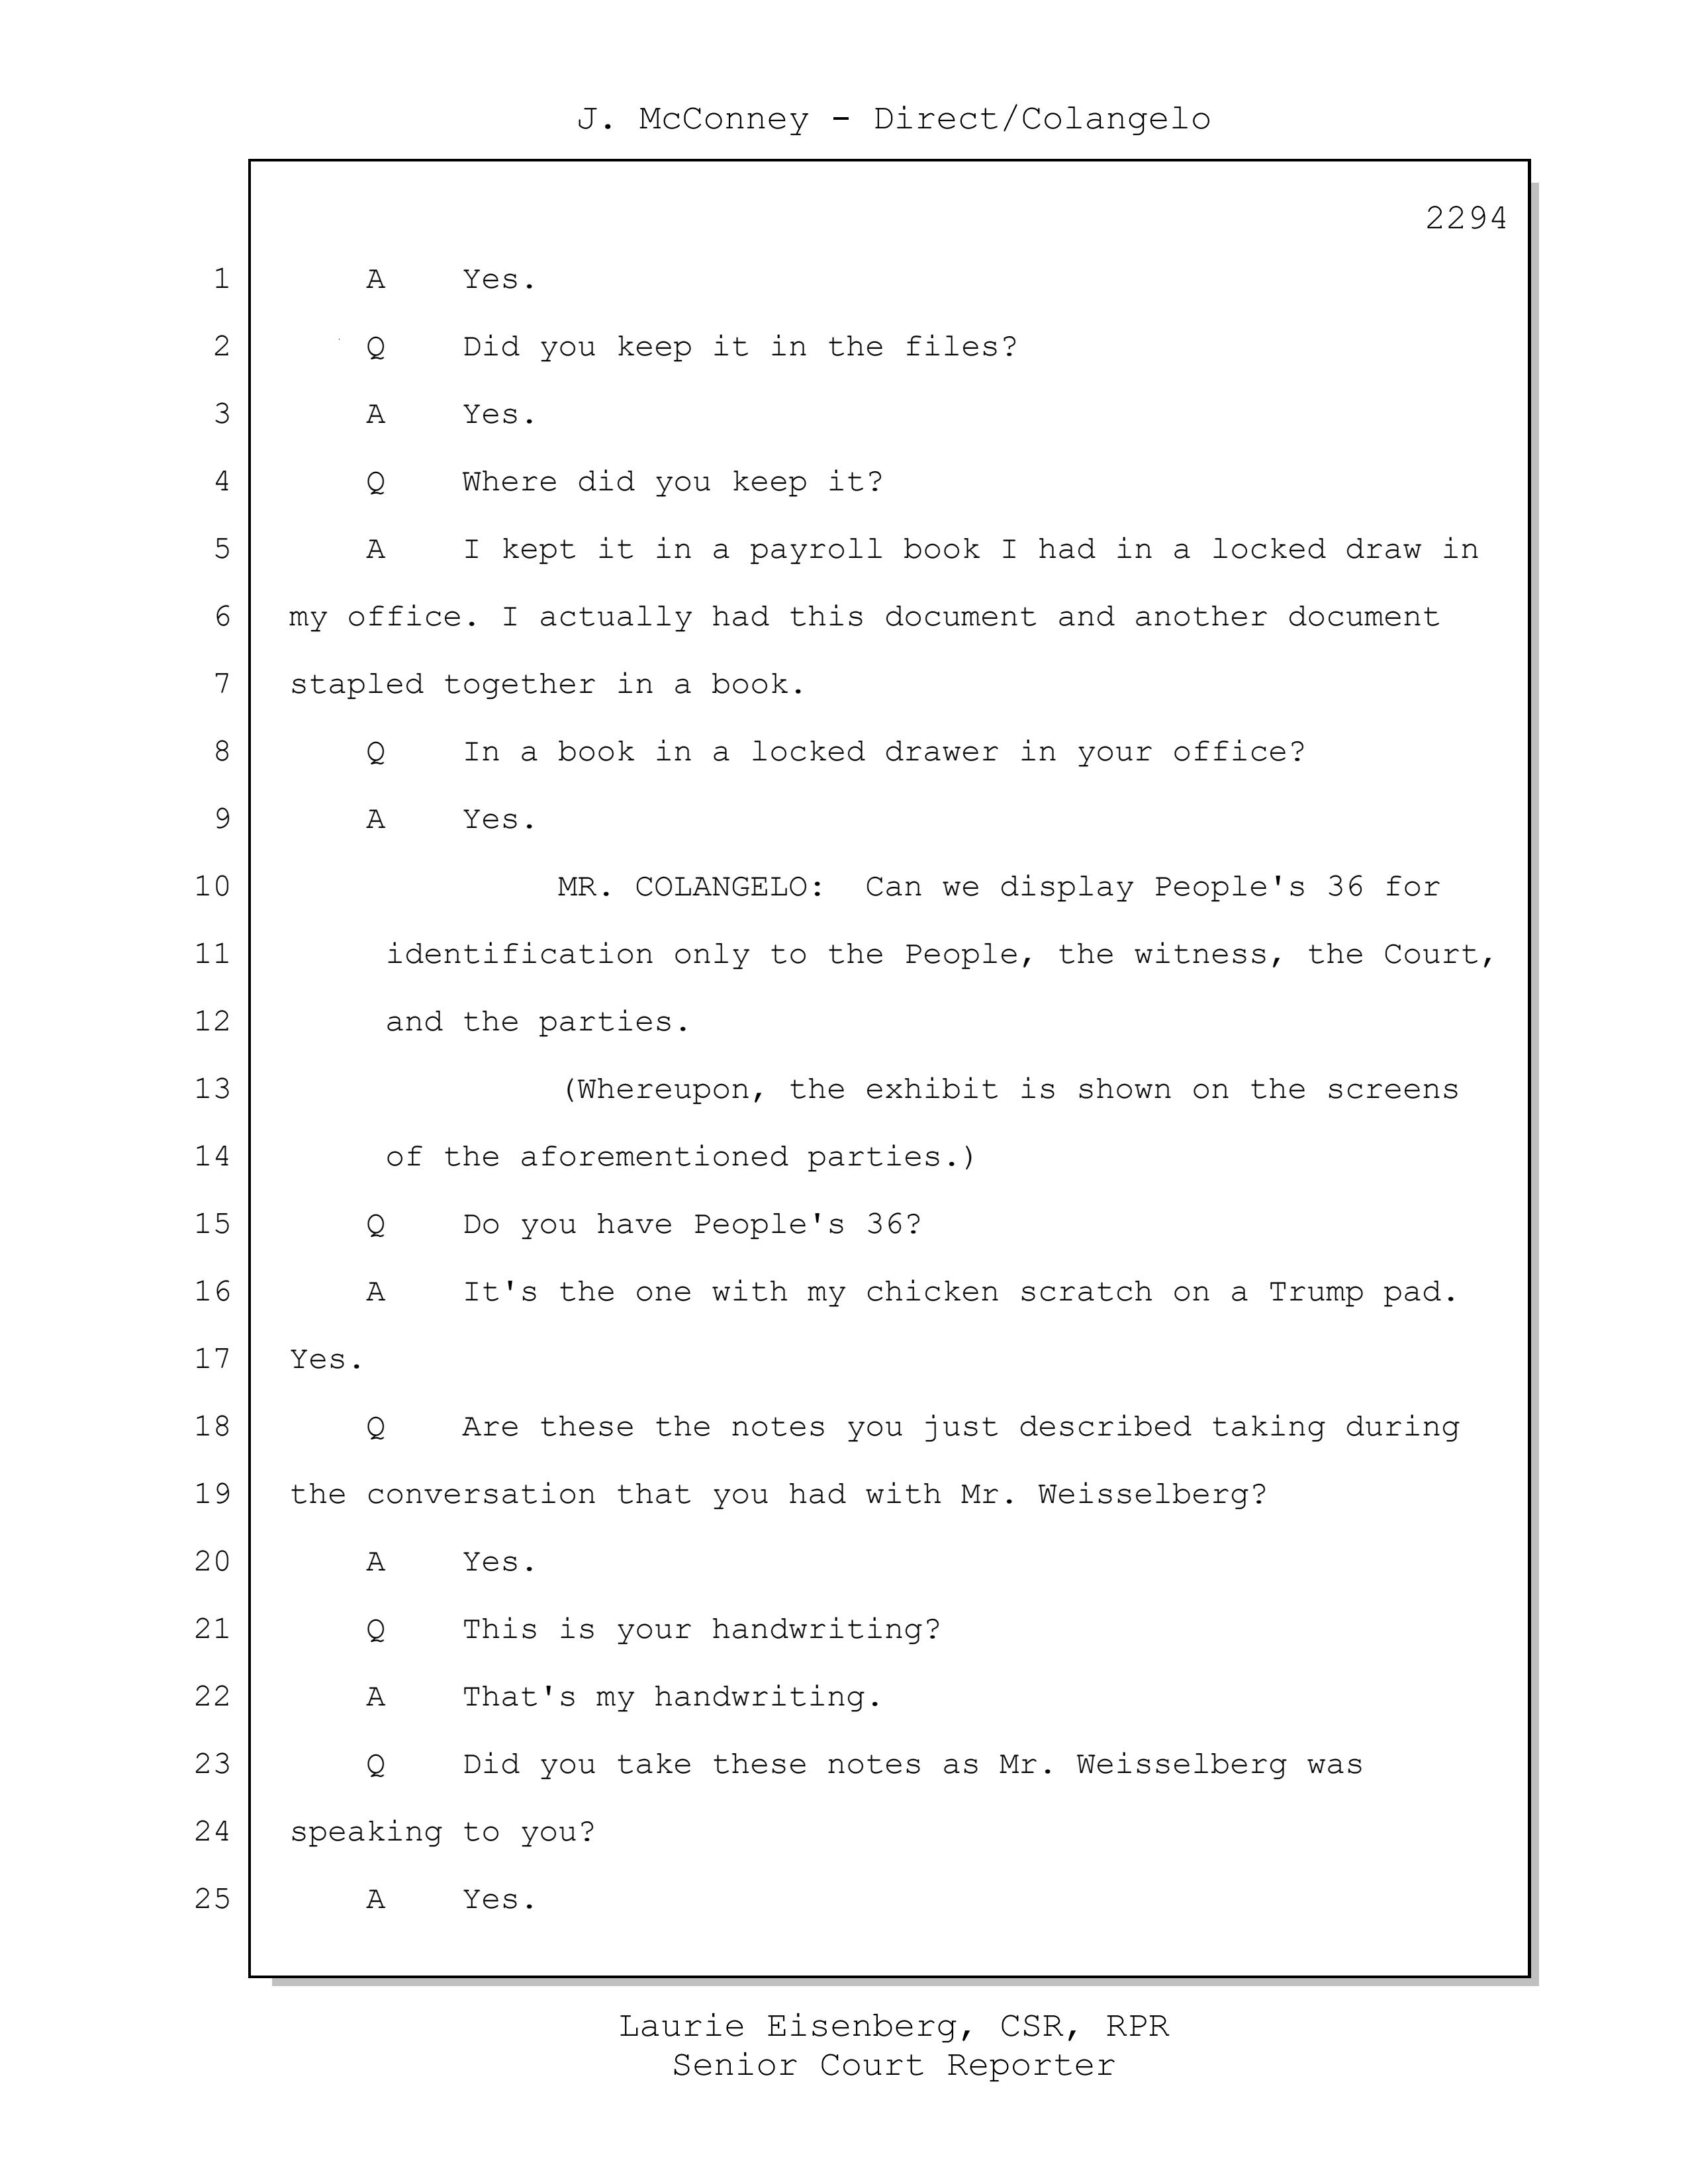 J. McConney - Direct/Colangelo
2294
1 A Yes.
2 Q Did you keep it in the files?
3 A Yes.
4 Q Where did you keep it?
5 A I kept it in a payroll book I had in a locked draw in
6 my office. I actually had this document and another document
7 stapled together in a book.
8 Q In a book in a locked drawer in your office?
9 A Yes.
10 MR. COLANGELO: Can we display People's 36 for
11 identification only to the People, the witness, the Court,
12 and the parties.
13 (Whereupon, the exhibit is shown on the screens
14 of the aforementioned parties.)
15 Q Do you have People's 36?
16 A It's the one with my chicken scratch on a Trump pad.
17 Yes.
18 Q Are these the notes you just described taking during
19 the conversation that you had with Mr. Weisselberg?
20 A Yes.
21 Q This is your handwriting?
22 A That's my handwriting.
23 Q Did you take these notes as Mr. Weisselberg was
24 speaking to you?
25 A Yes.
Laurie Eisenberg, CSR, RPR
Senior Court Reporter